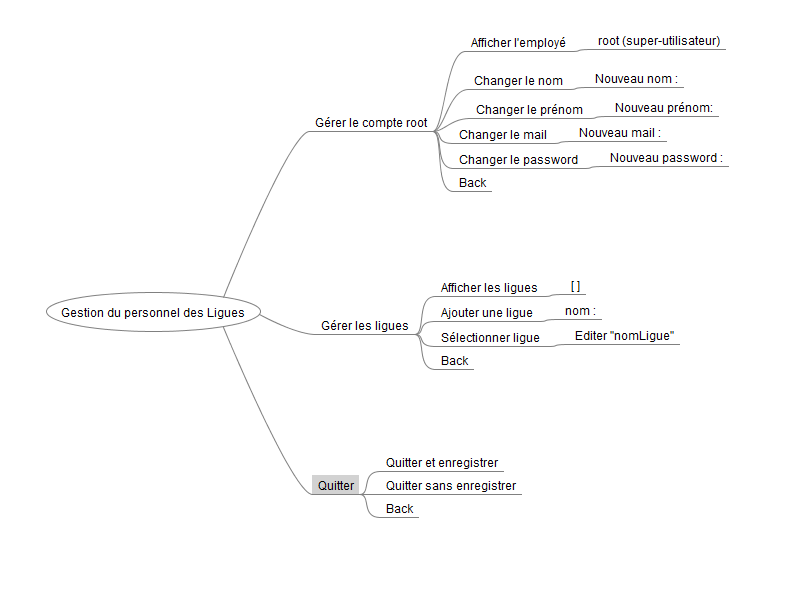 Afficher l'employé
root (super-utilisateur)
Changer le nom
Nouveau nom :
Changer le prénom
Nouveau prénom:
Gérer le compte root
Changer le mail
Nouveau mail :
Changer le password
Nouveau password :
Back
Gestion du personnel des Ligues
Afficher les ligues
[ ]
Ajouter une ligue
nom :
Gérer les ligues
Sélectionner ligue
Editer "nomLigue"
Back
Quitter
Quitter et enregistrer
Quitter sans enregistrer
Back